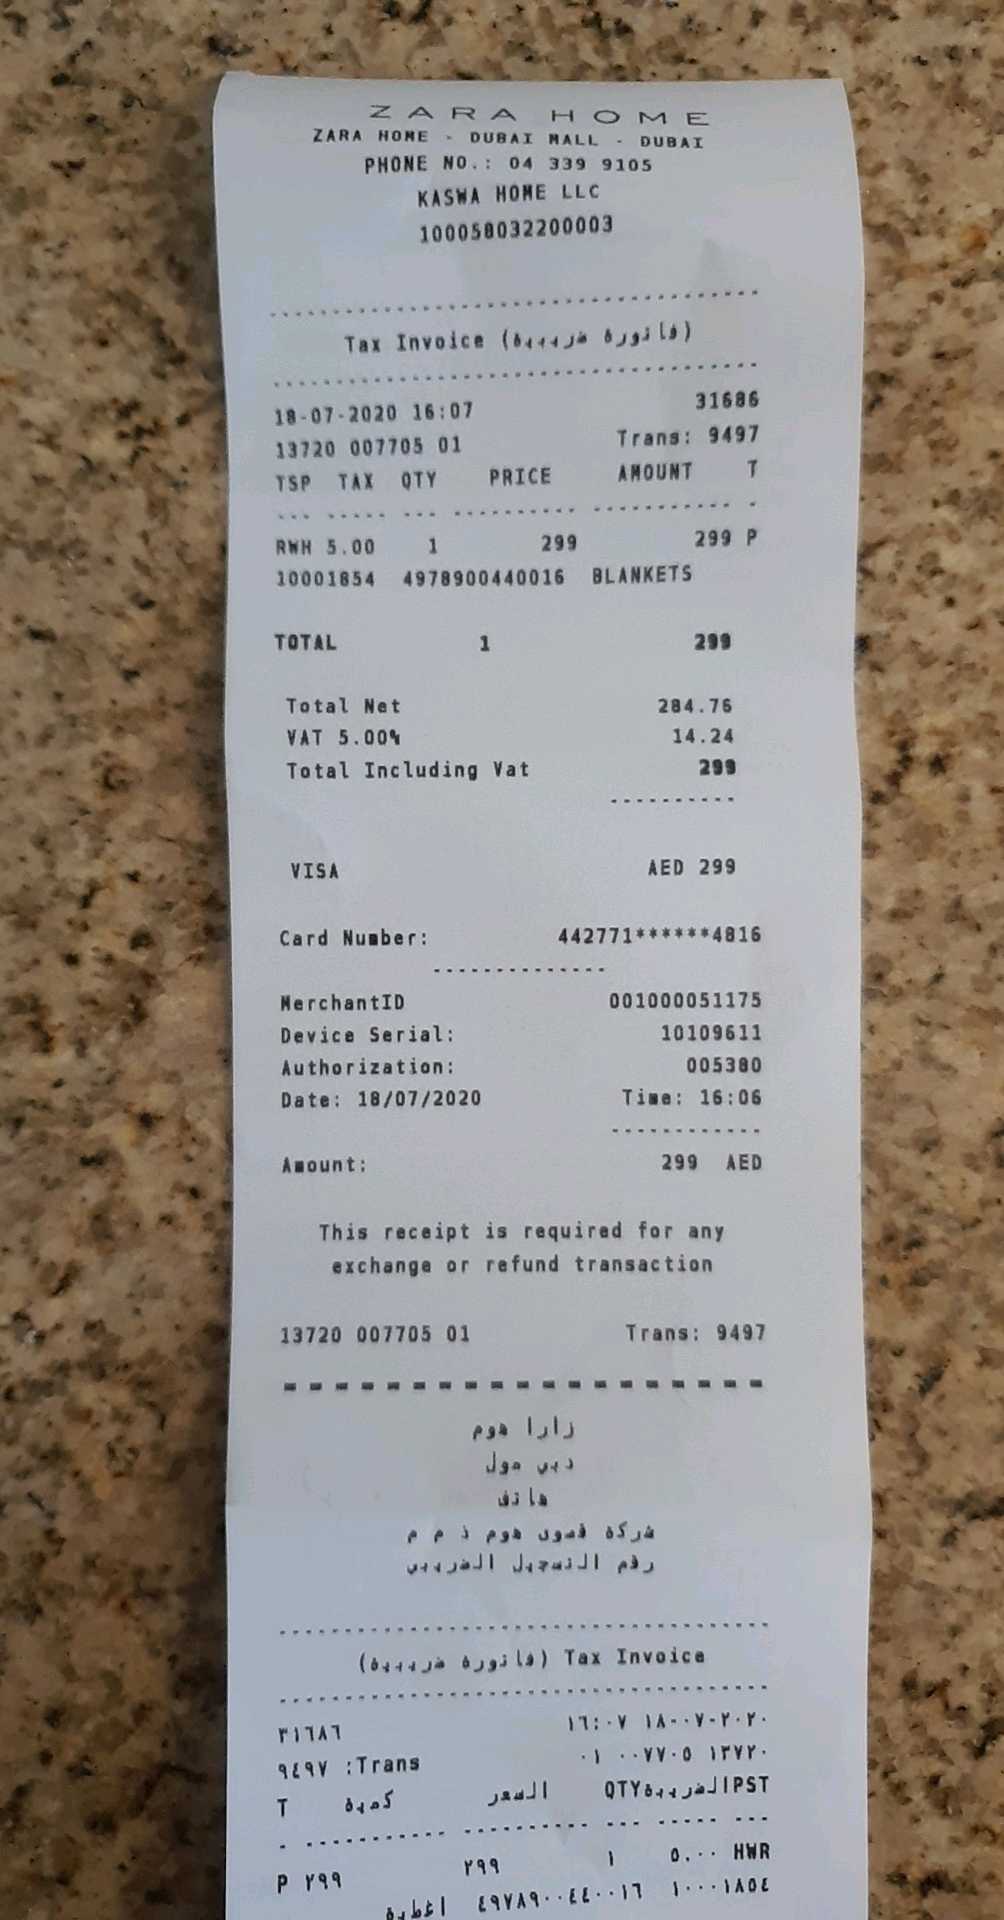 ZARA HOME
ZARA HOME - DUBAI MALL - DUBAI
PHONE NO.: 04 339 9105
KASWA HOME LLC
100058032200003
Tax Invoice (فاتورة ضريبية)
18-07-2020 16:07 31686
13720 007705 01 Trans: 9497
TSP TAX QTY PRICE AMOUNT T
RWH 5.00 1 299 299 P
10001854 4978900440016 BLANKETS
TOTAL 1 299
Total Net 284.76
VAT 5.00% 14.24
Total Including Vat 299
VISA AED 299
Card Number: 442771******4816
MerchantID 001000051175
Device Serial: 10109611
Authorization: 005380
Date: 18/07/2020 Time: 16:06
Amount: 299 AED
This receipt is required for any
exchange or refund transaction
13720 007705 01 Trans: 9497
زارا هوم
دبي مول
هاتف
شركة قسوى هوم ذ م م
رقم التسجيل الضريبي
(فاتورة ضريبية) Tax Invoice
٣١٦٨٦ ١٦:٠٧ ١٨-٠٧-٢٠٢٠
٩٤٩٧ :Trans ٠١ ٠٠٧٧٠٥ ١٣٧٢٠
T كمية السعر QTYالضريبةPST
P ٢٩٩ ٢٩٩ ١ ٥.٠٠ HWR
اغطية ٤٩٧٨٩٠٠٤٤٠٠١٦ ١٠٠٠١٨٥٤